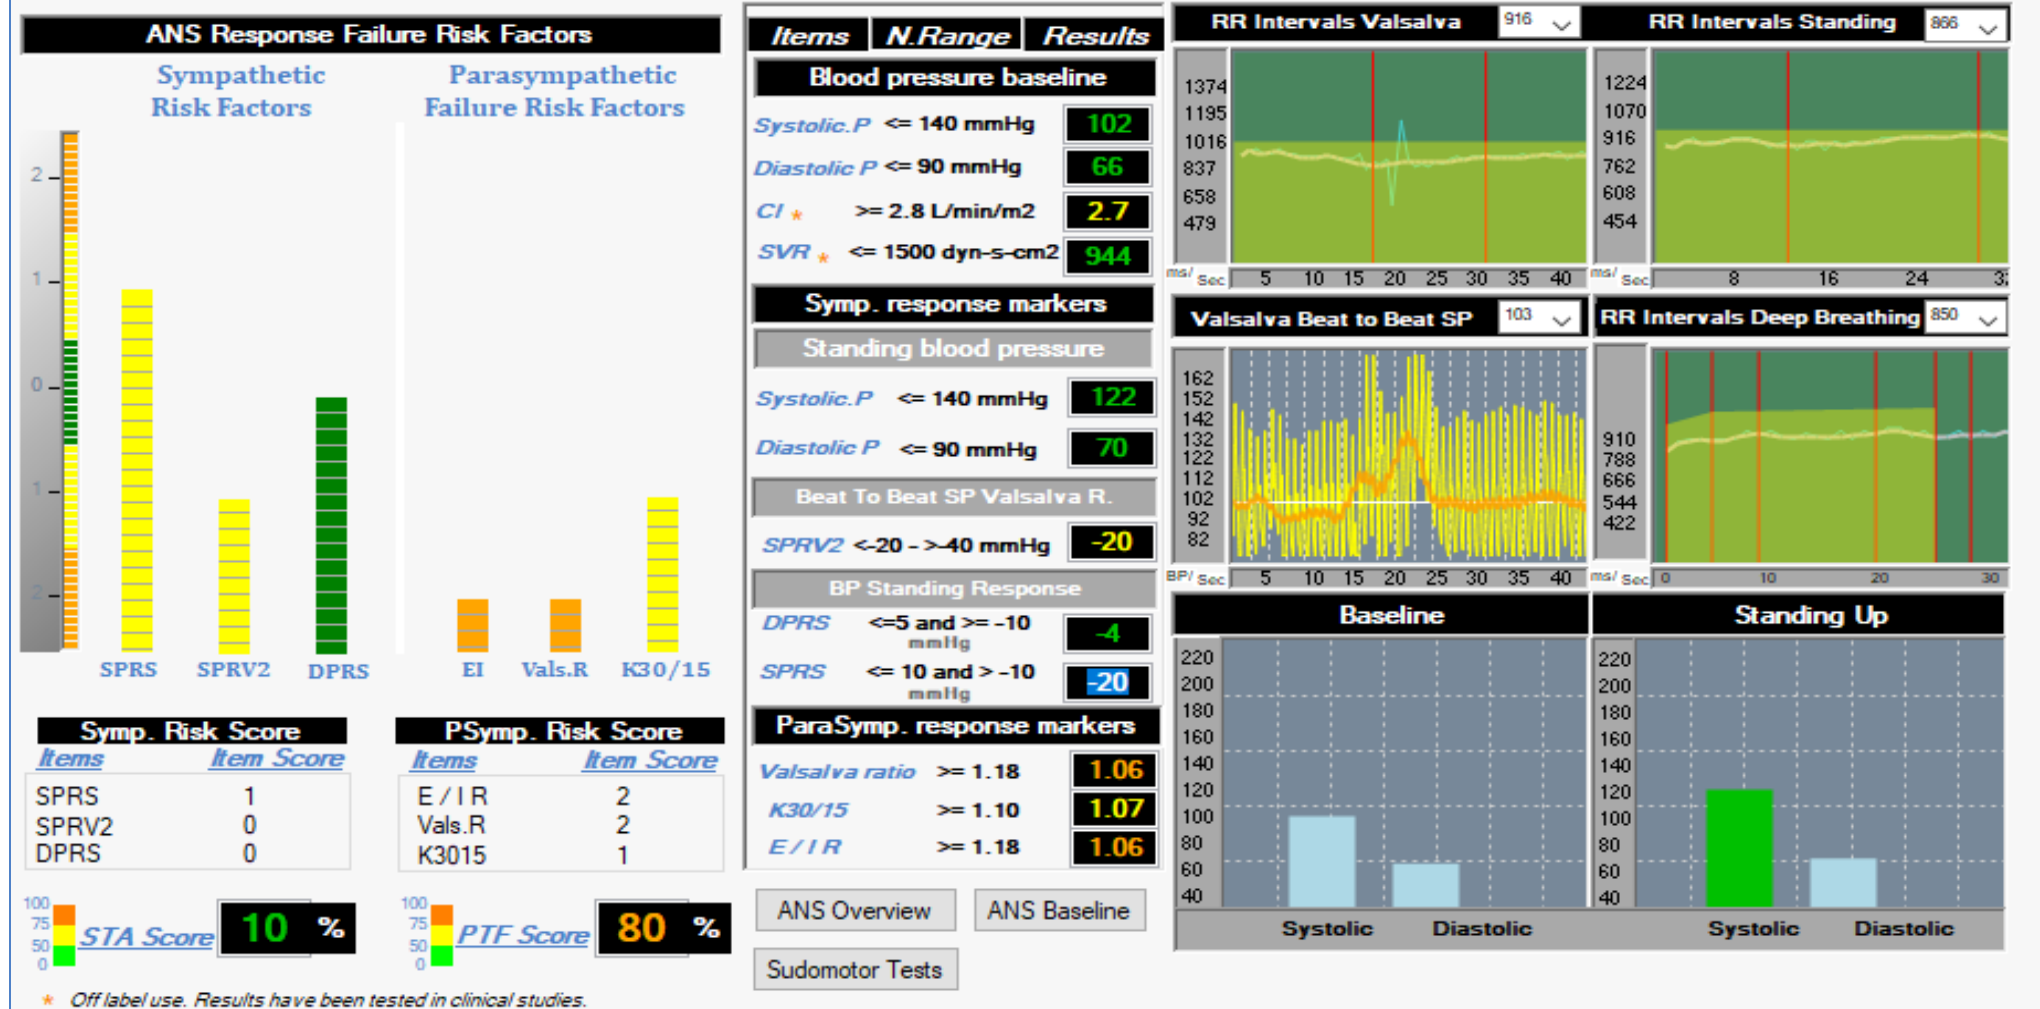 ANS Response Failure Risk Factors
Sympathetic
Risk Factors
Parasympathetic
Failure Risk Factors
2
1
0
1
2
SPRS SPRV2 DPRS
EI Vals.R K30/15
Symp. Risk Score
Items Item Score
SPRS 1
SPRV2 0
DPRS 0
PSymp. Risk Score
Items Item Score
E / I R 2
Vals.R 2
K3015 1
100
75
50
0
STA Score 10 %
100
75
50
0
PTF Score 80 %
* Off label use. Results have been tested in clinical studies.
Items N.Range Results
Blood pressure baseline
Systolic.P <= 140 mmHg 102
Diastolic P <= 90 mmHg 66
CI * >= 2.8 L/min/m2 2.7
SVR * <= 1500 dyn-s-cm2 944
Symp. response markers
Standing blood pressure
Systolic.P <= 140 mmHg 122
Diastolic P <= 90 mmHg 70
Beat To Beat SP Valsalva R.
SPRV2 <-20 - >-40 mmHg -20
BP Standing Response
DPRS <=5 and >= -10 -4
mmHg
SPRS <= 10 and > -10 -20
mmHg
ParaSymp. response markers
Valsalva ratio >= 1.18 1.06
K30/15 >= 1.10 1.07
E / I R >= 1.18 1.06
ANS Overview ANS Baseline
Sudomotor Tests
RR Intervals Valsalva 916
1374
1195
1016
837
658
479
ms/ Sec 5 10 15 20 25 30 35 40
RR Intervals Standing 866
1224
1070
916
762
608
454
ms/ Sec 8 16 24
Valsalva Beat to Beat SP 103
162
152
142
132
122
112
102
92
82
BP/ Sec 5 10 15 20 25 30 35 40
RR Intervals Deep Breathing 850
910
788
666
544
422
ms/ Sec 0 10 20 30
Baseline
220
200
180
160
140
120
100
80
60
40
Systolic Diastolic
Standing Up
220
200
180
160
140
120
100
80
60
40
Systolic Diastolic